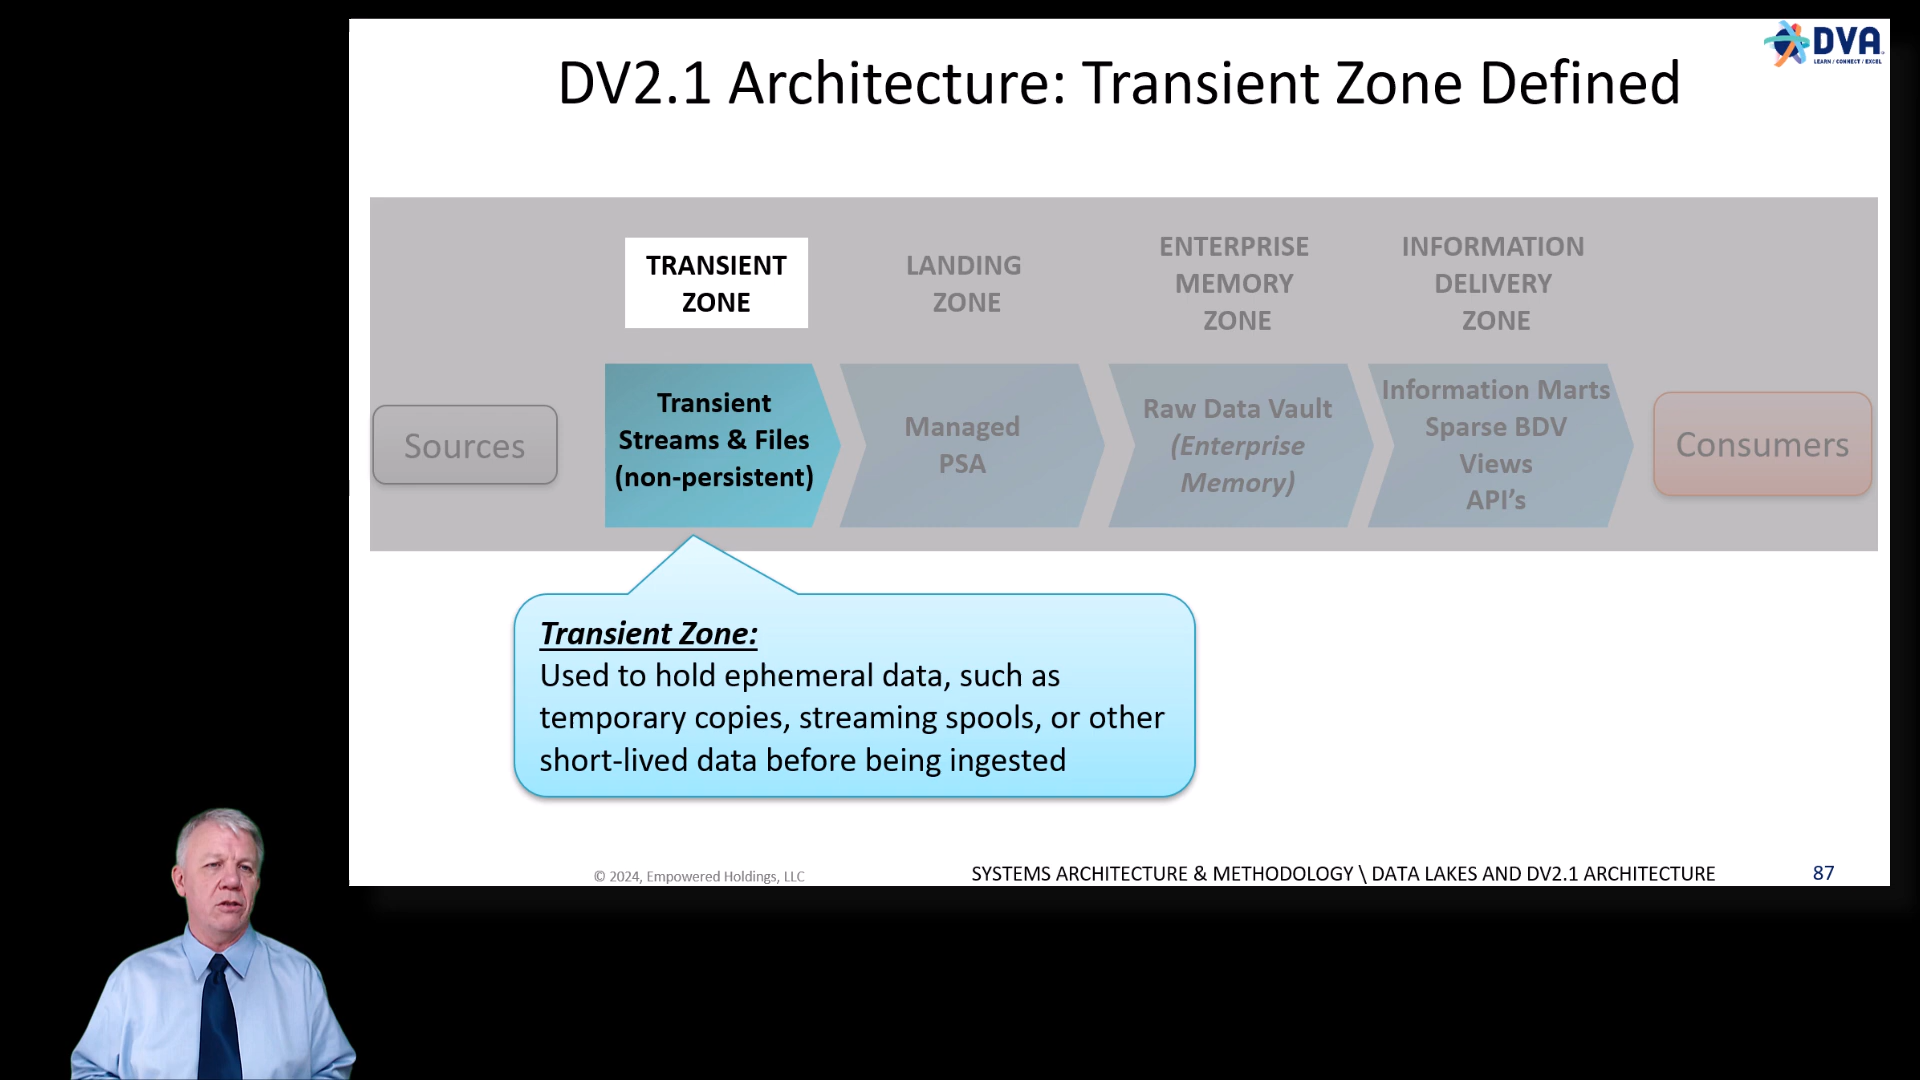 DVA
LEARN / CONNECT / EXCEL
DV2.1 Architecture: Transient Zone Defined
TRANSIENT
ZONE
LANDING
ZONE
ENTERPRISE
MEMORY
ZONE
INFORMATION
DELIVERY
ZONE
Sources
Transient
Streams & Files
(non-persistent)
Managed
PSA
Raw Data Vault
(Enterprise
Memory)
Information Marts
Sparse BDV
Views
API's
Consumers
Transient Zone:
Used to hold ephemeral data, such as
temporary copies, streaming spools, or other
short-lived data before being ingested
© 2024, Empowered Holdings, LLC
SYSTEMS ARCHITECTURE & METHODOLOGY \ DATA LAKES AND DV2.1 ARCHITECTURE
87